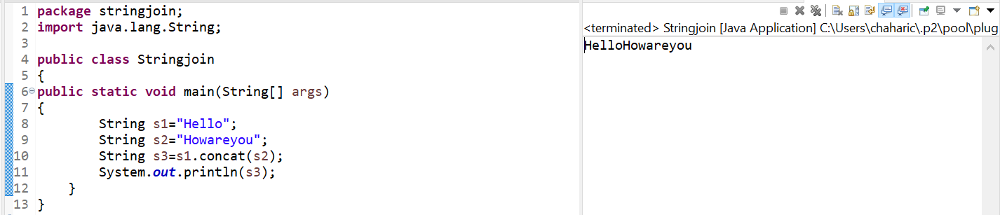 1 package stringjoin;
2 import java.lang.String;
3
4 public class Stringjoin
5 {
6 public static void main(String[] args)
7 {
8         String s1="Hello";
9         String s2="Howareyou";
10         String s3=s1.concat(s2);
11         System.out.println(s3);
12     }
13 }
<terminated> Stringjoin [Java Application] C:\Users\chaharic\.p2\pool\plug
HelloHowareyou